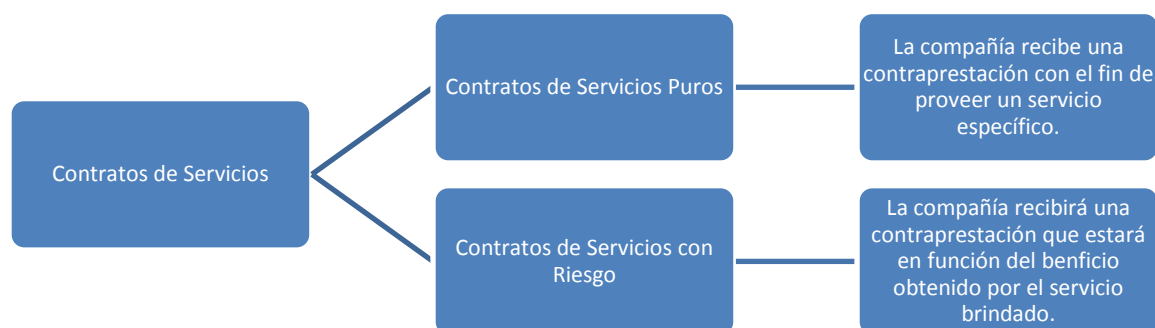 Contratos de Servicios
Contratos de Servicios Puros
La compañía recibe una
contraprestación con el fin de
proveer un servicio
específico.
Contratos de Servicios con
Riesgo
La compañía recibirá una
contraprestación que estará
en función del benficio
obtenido por el servicio
brindado.